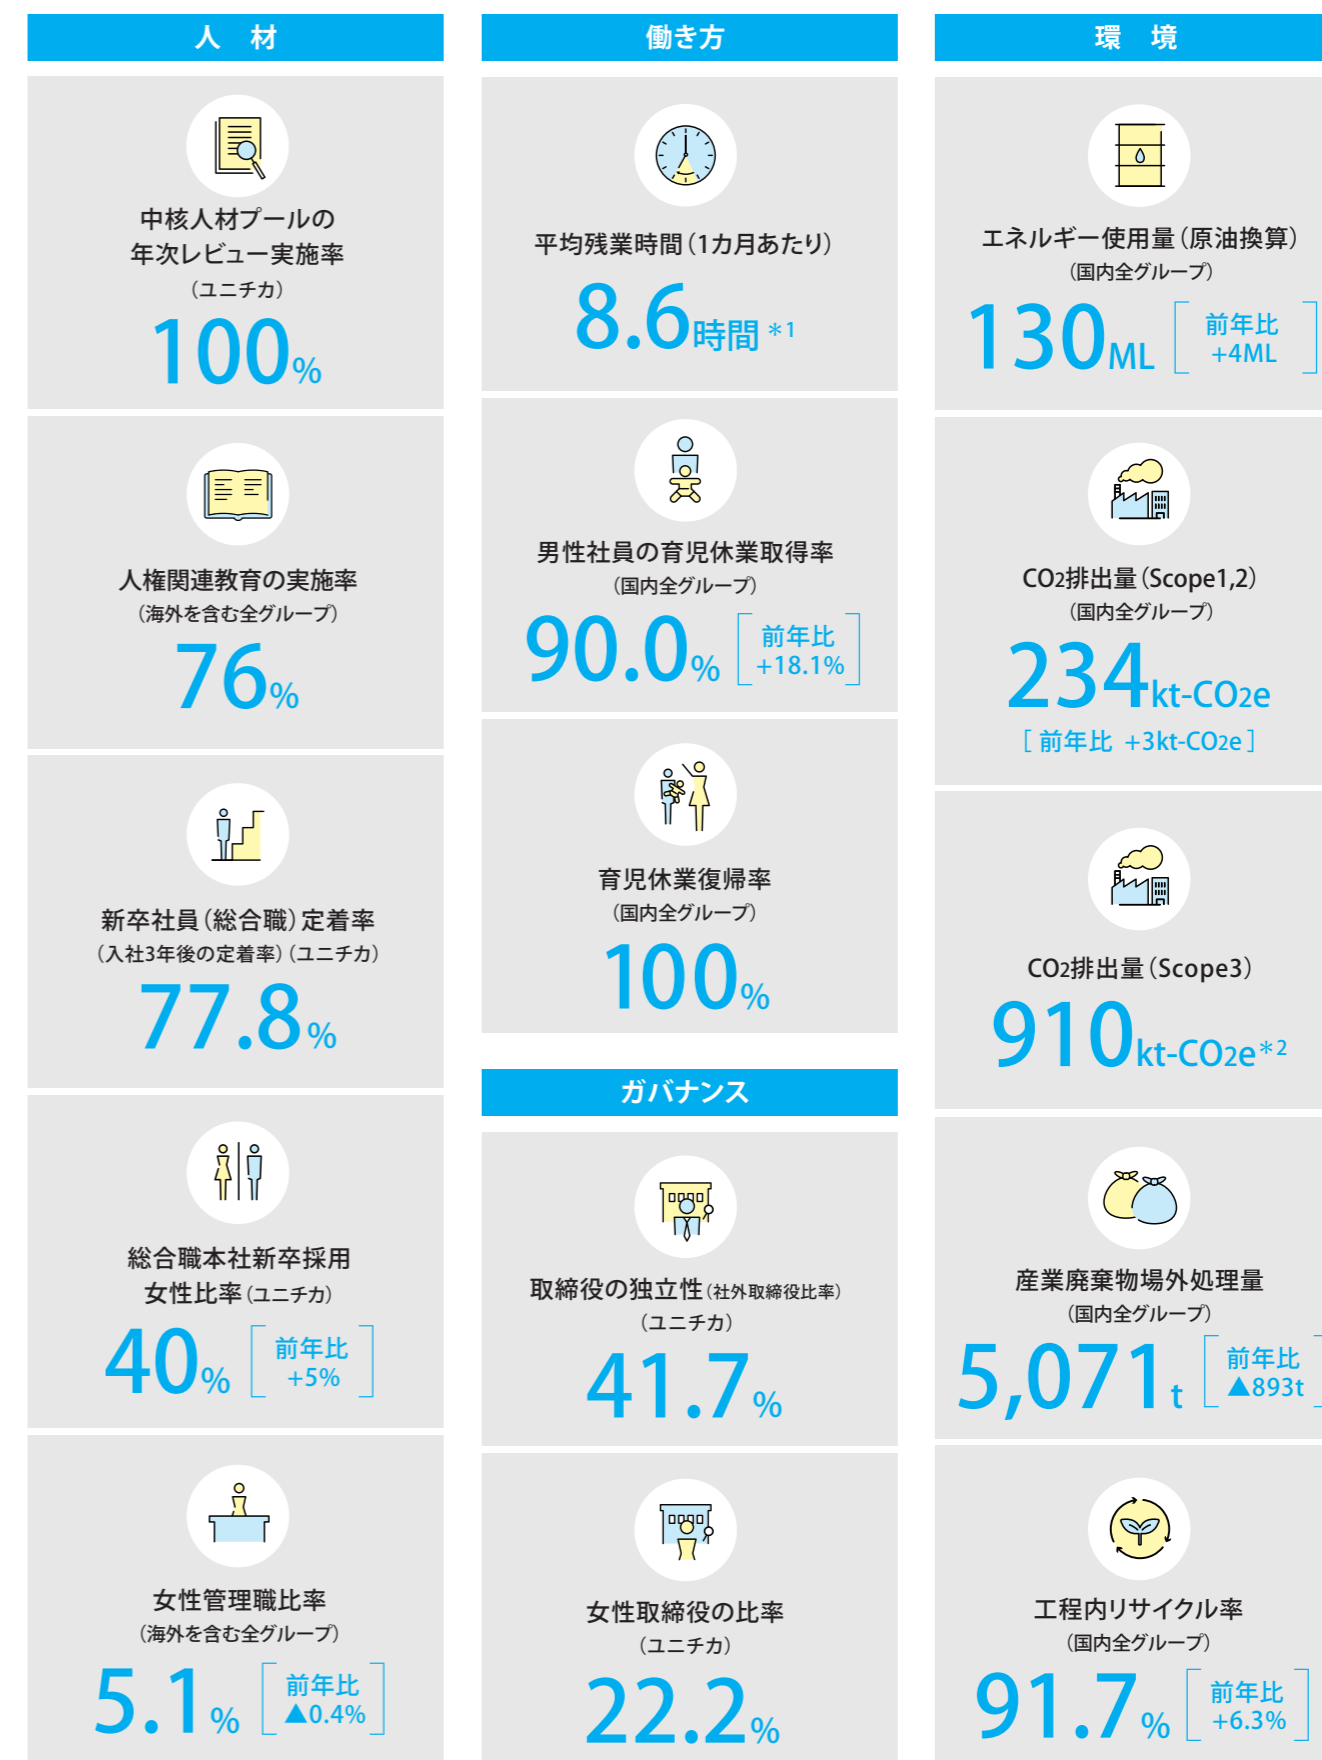 人 材
中核人材プールの
年次レビュー実施率
（ユニチカ）
100%
人権関連教育の実施率
（海外を含む全グループ）
76%
新卒社員（総合職）定着率
（入社3年後の定着率）（ユニチカ）
77.8%
総合職本社新卒採用
女性比率（ユニチカ）
40%
前年比
+5%
女性管理職比率
（海外を含む全グループ）
5.1%
前年比
▲0.4%
働き方
平均残業時間（1カ月あたり）
8.6時間＊1
男性社員の育児休業取得率
（国内全グループ）
90.0%
前年比
+18.1%
育児休業復帰率
（国内全グループ）
100%
ガバナンス
取締役の独立性（社外取締役比率）
（ユニチカ）
41.7%
女性取締役の比率
（ユニチカ）
22.2%
環 境
エネルギー使用量（原油換算）
（国内全グループ）
130ML
前年比
+4ML
CO2排出量（Scope1,2）
（国内全グループ）
234kt-CO2e
［前年比 +3kt-CO2e］
CO2排出量（Scope3）
910kt-CO2e＊2
産業廃棄物場外処理量
（国内全グループ）
5,071t
前年比
▲893t
工程内リサイクル率
（国内全グループ）
91.7%
前年比
+6.3%